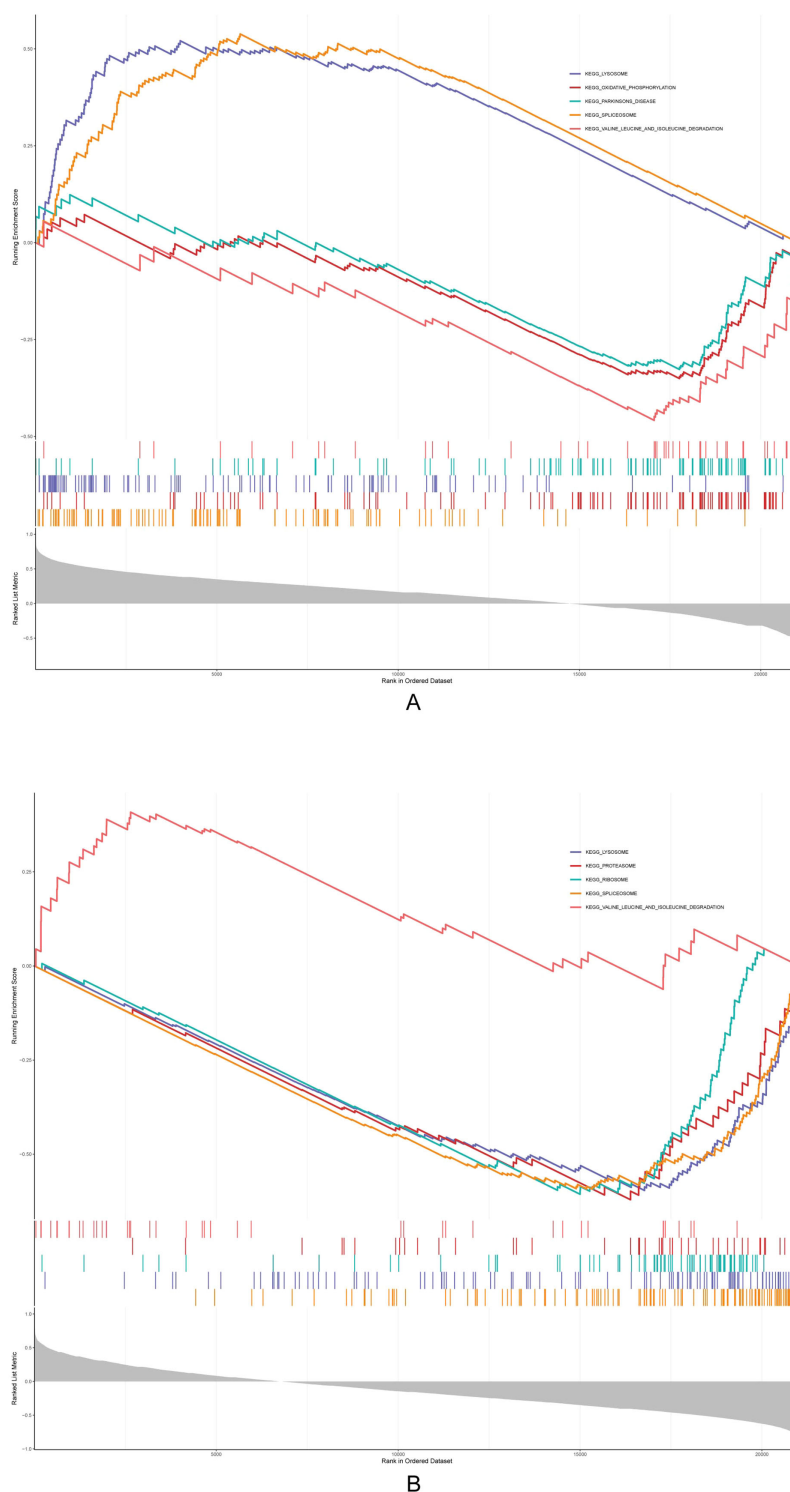 0.50
0.25
0.00
−0.25
−0.50
Running Enrichment Score
KEGG_LYSOSOME
KEGG_OXIDATIVE_PHOSPHORYLATION
KEGG_PARKINSONS_DISEASE
KEGG_SPLICEOSOME
KEGG_VALINE_LEUCINE_AND_ISOLEUCINE_DEGRADATION
1.0
0.5
0.0
−0.5
Ranked List Metric
5000 10000 15000 20000
Rank in Ordered Dataset
A
0.25
0.00
−0.25
−0.50
Running Enrichment Score
KEGG_LYSOSOME
KEGG_PROTEASOME
KEGG_RIBOSOME
KEGG_SPLICEOSOME
KEGG_VALINE_LEUCINE_AND_ISOLEUCINE_DEGRADATION
1.0
0.5
0.0
−0.5
−1.0
Ranked List Metric
5000 10000 15000 20000
Rank in Ordered Dataset
B